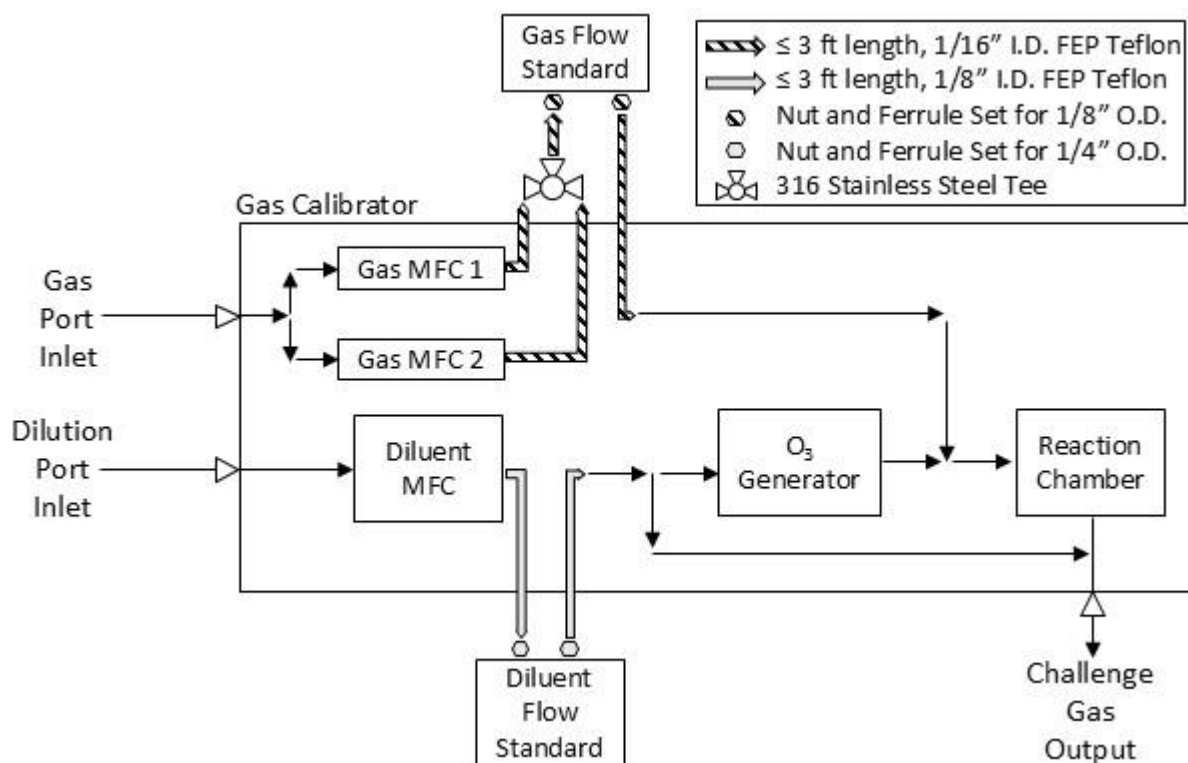 Gas Flow
Standard
≤ 3 ft length, 1/16” I.D. FEP Teflon
≤ 3 ft length, 1/8” I.D. FEP Teflon
Nut and Ferrule Set for 1/8” O.D.
Nut and Ferrule Set for 1/4” O.D.
316 Stainless Steel Tee
Gas Calibrator
Gas
Port
Inlet
Gas MFC 1
Gas MFC 2
Dilution
Port
Inlet
Diluent
MFC
O₃
Generator
Reaction
Chamber
Diluent
Flow
Standard
Challenge
Gas
Output